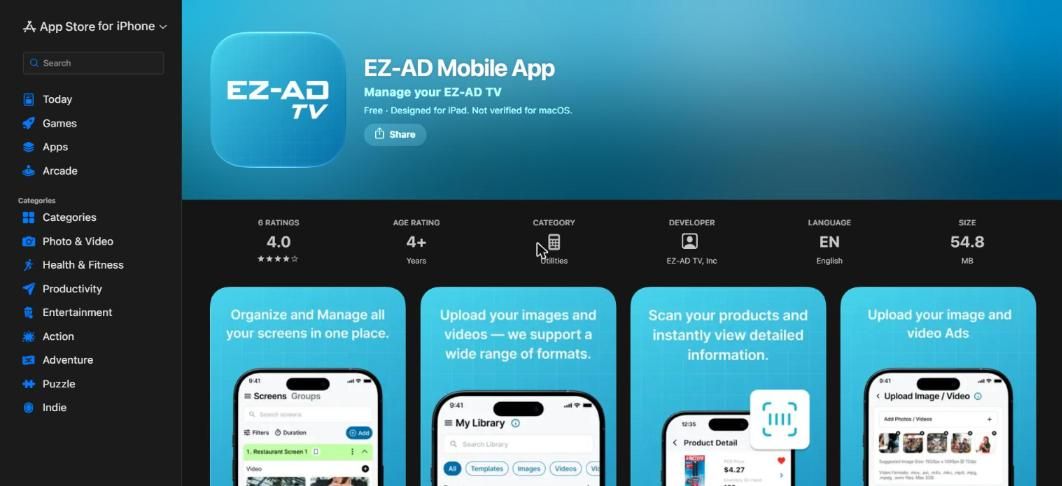 App Store for iPhone
Search
Today
Games
Apps
Arcade
Categories
Categories
Photo & Video
Health & Fitness
Productivity
Entertainment
Action
Adventure
Puzzle
Indie
EZ-AD
TV
EZ-AD Mobile App
Manage your EZ-AD TV
Free · Designed for iPad. Not verified for macOS.
Share
6 RATINGS
4.0
AGE RATING
4+
Years
CATEGORY
Utilities
DEVELOPER
EZ-AD TV, Inc
LANGUAGE
EN
English
SIZE
54.8
MB
Organize and Manage all
your screens in one place.
9:41
Screens Groups
Search screens
Filters Duration Add
1. Restaurant Screen 1
Video
Upload your images and
videos — we support a
wide range of formats.
9:41
My Library
Search Library
All Templates Images Videos
Scan your products and
instantly view detailed
information.
12:35
Product Detail
$4.27
Upload your image and
video Ads
9:41
Upload Image / Video
Add Photos / Videos